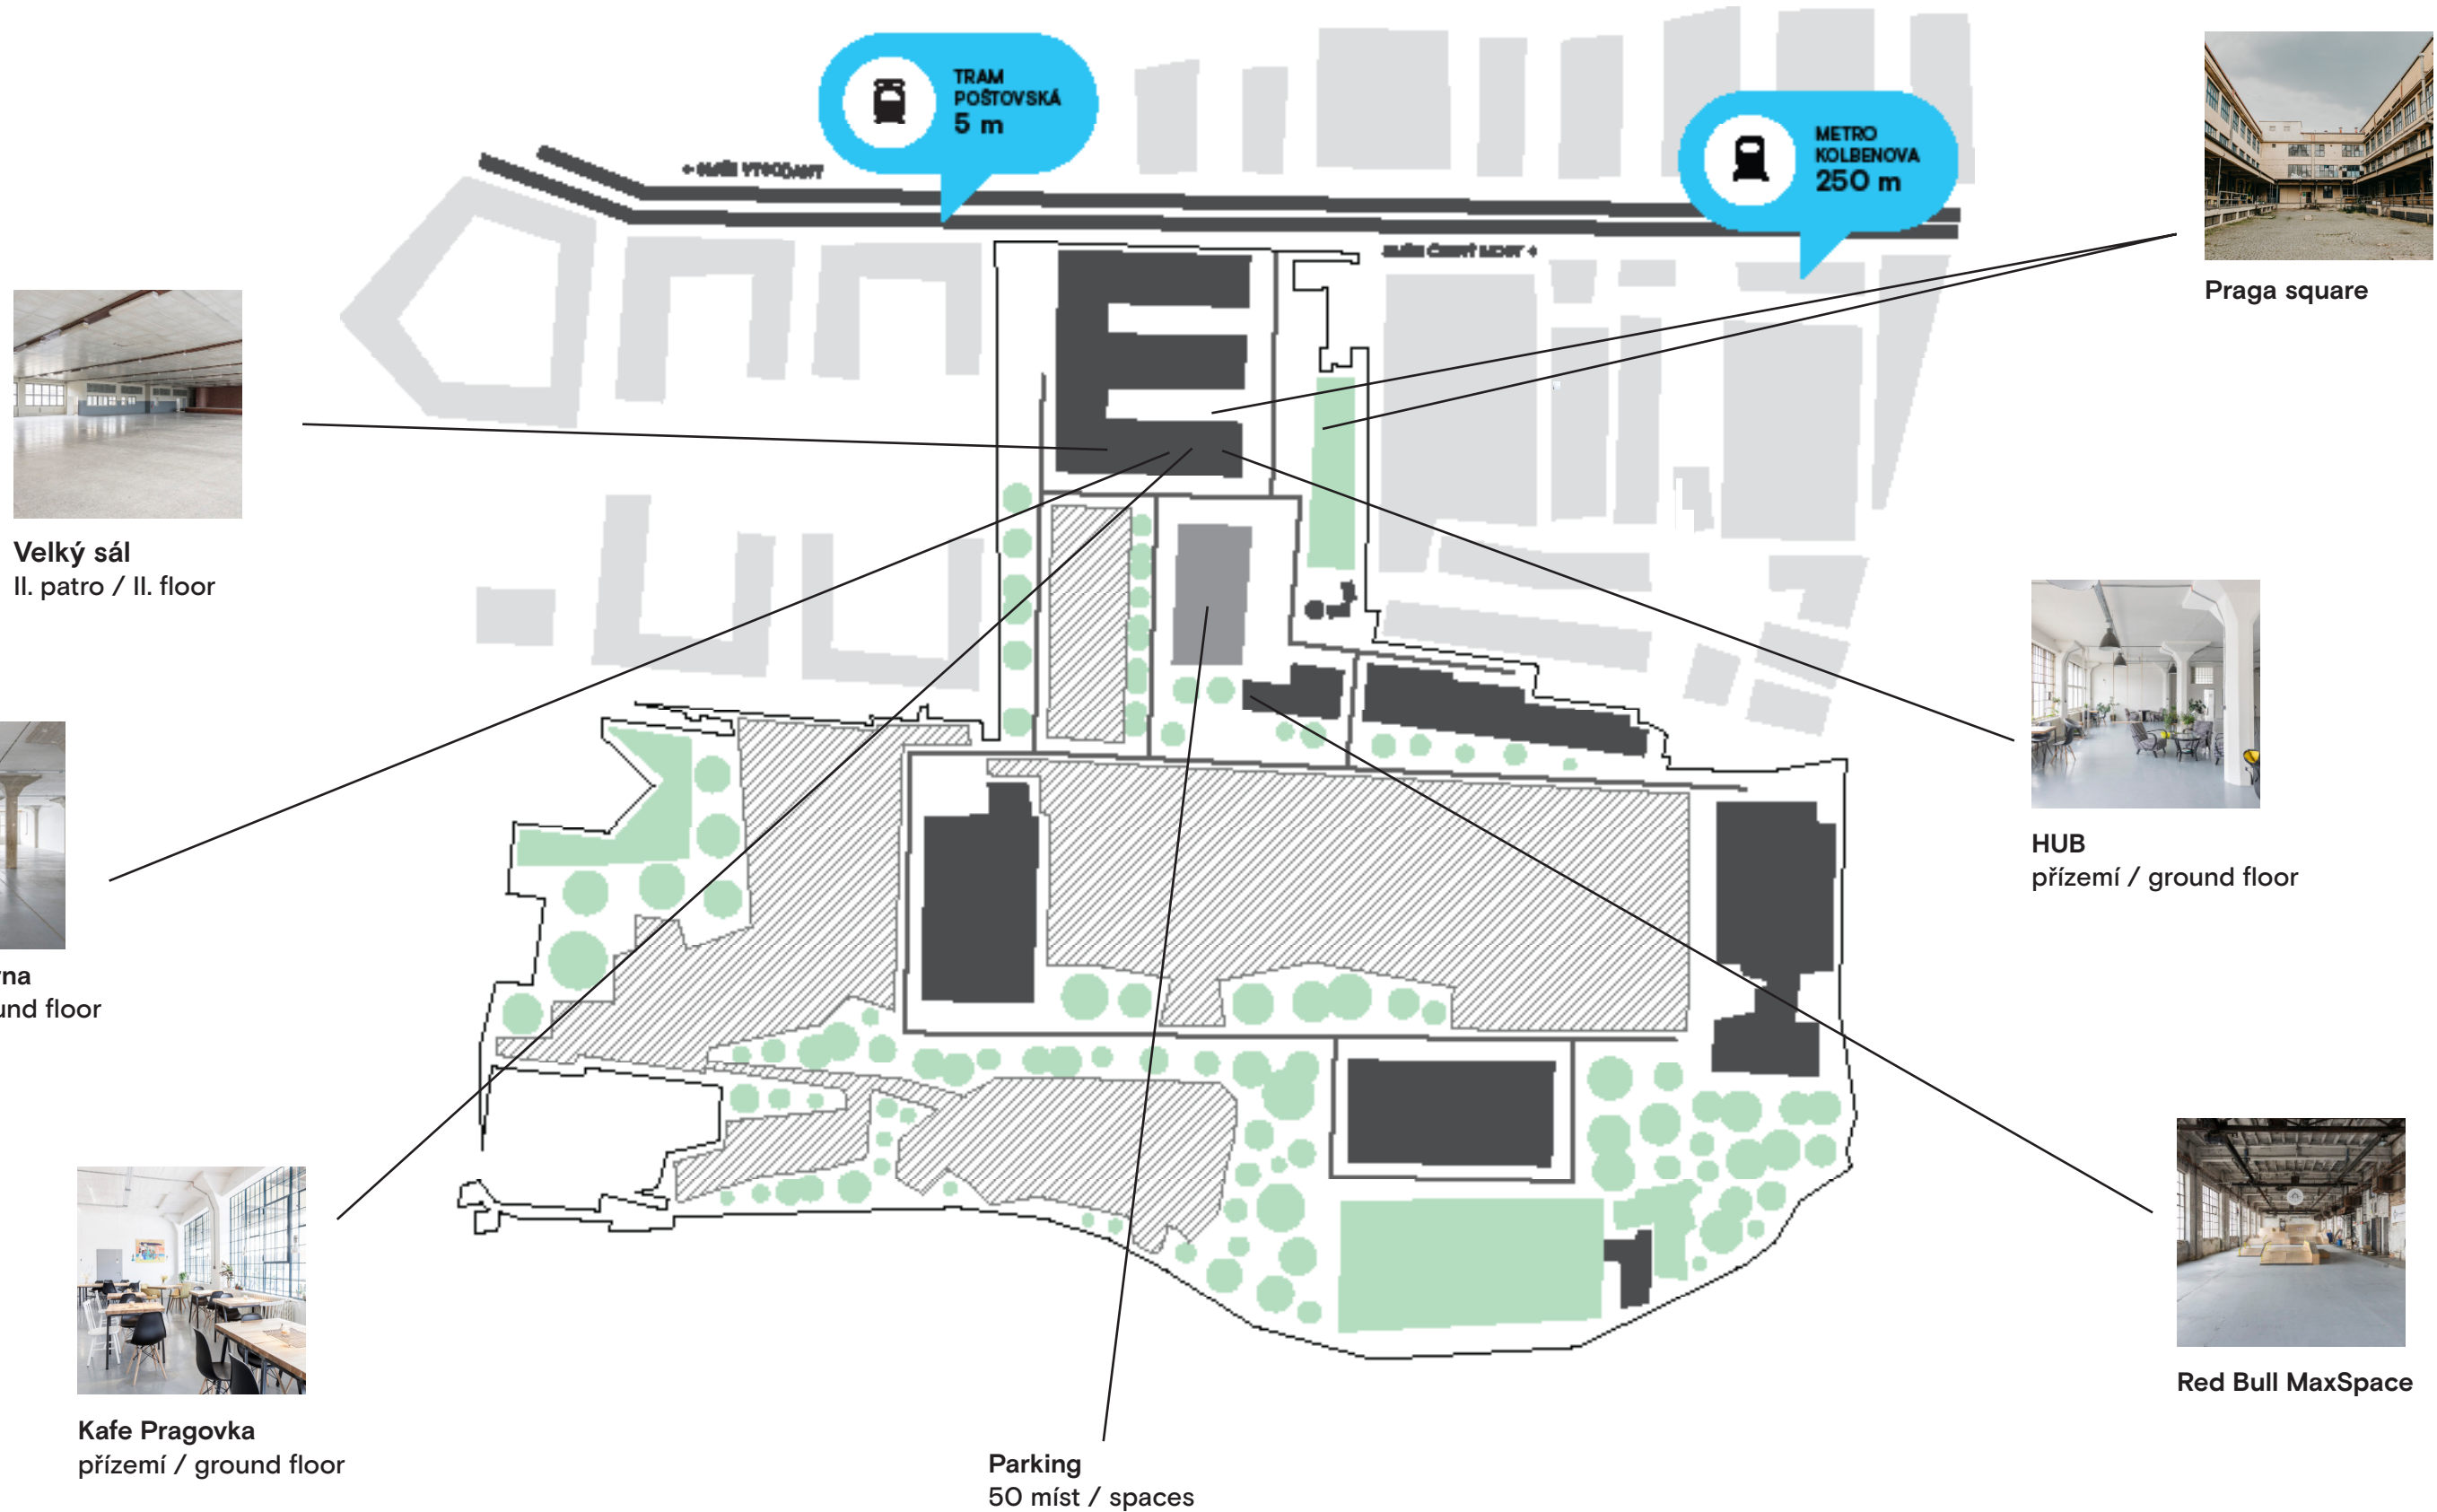 TRAM
POŠTOVSKÁ
5 m
METRO
KOLBENOVA
250 m
Praga square
Velký sál
II. patro / II. floor
HUB
přízemí / ground floor
floor
Kafe Pragovka
přízemí / ground floor
Parking
50 míst / spaces
Red Bull MaxSpace